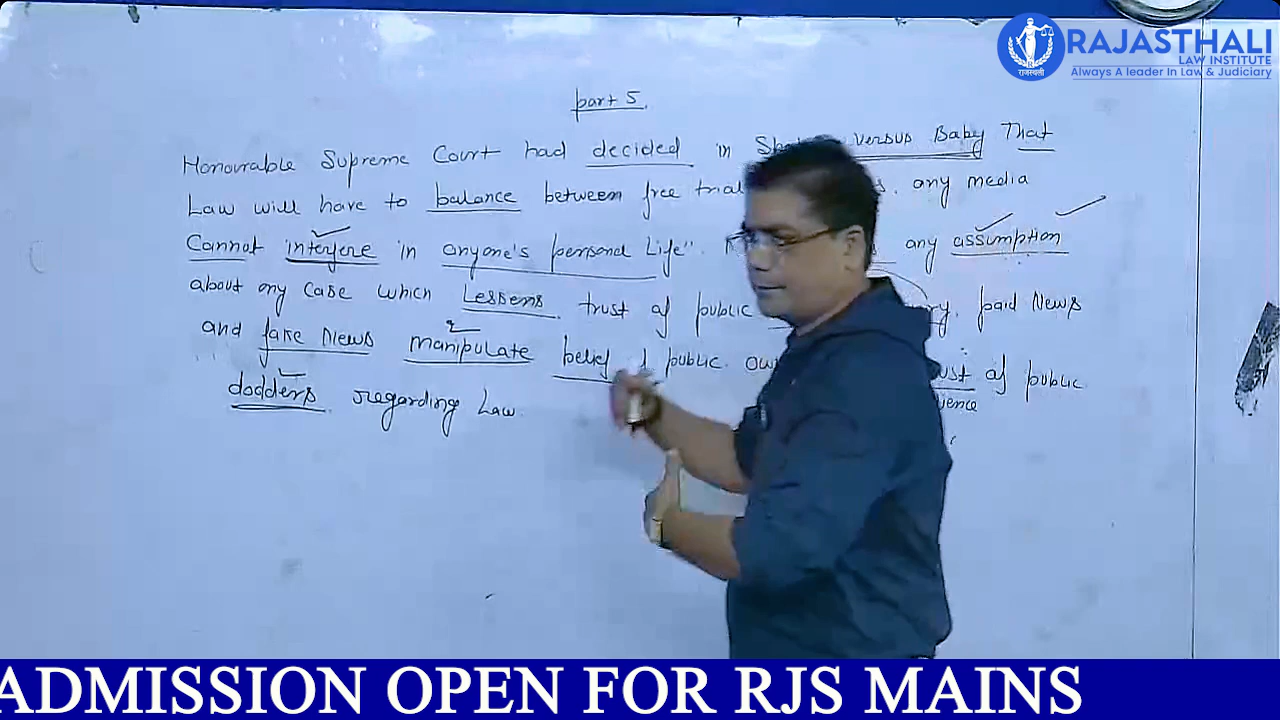 RAJASTHALI
LAW INSTITUTE
राजस्थली
Always A leader In Law & Judiciary
part 5
Honourable Supreme Court had decided in versus Baby That
Law will have to balance between free trial any media
Cannot interfere in anyone's personal Life". any assumption
about any case which Lessens trust of public paid News
and fake News manipulate belief of public. of public
dodders regarding Law.
ADMISSION OPEN FOR RJS MAINS